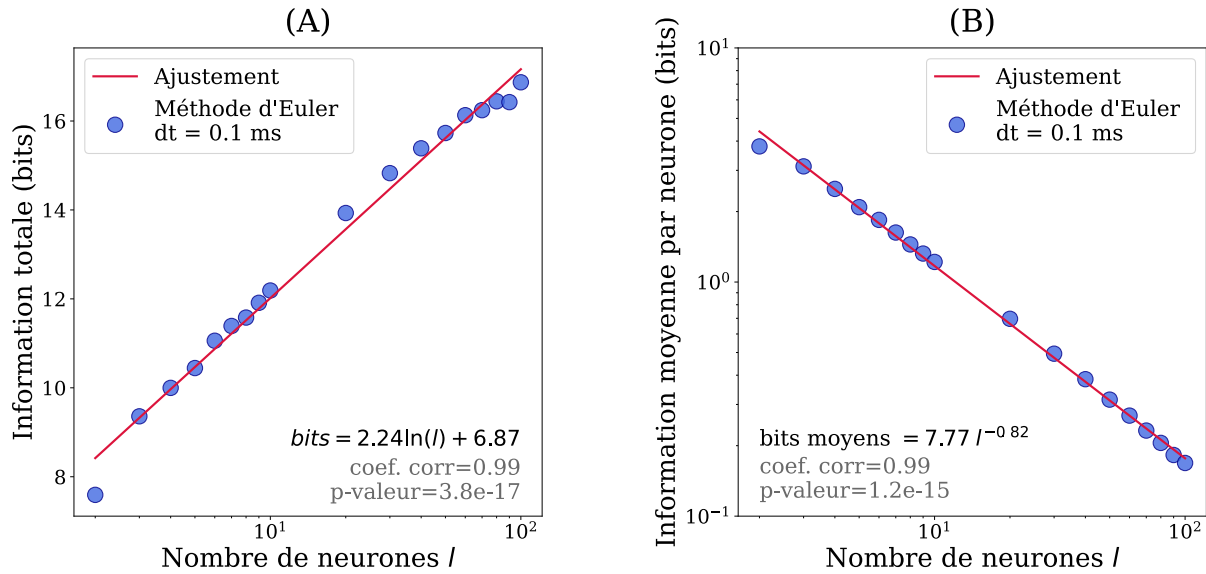 (A)
Information totale (bits)
16
14
12
10
8
Ajustement
Méthode d'Euler
dt = 0.1 ms
bits = 2.24ln(l) + 6.87
coef. corr=0.99
p-valeur=3.8e-17
10¹
10²
Nombre de neurones l
(B)
Information moyenne par neurone (bits)
10¹
10⁰
10⁻¹
Ajustement
Méthode d'Euler
dt = 0.1 ms
bits moyens = 7.77 l⁻⁰ ⁸²
coef. corr=0.99
p-valeur=1.2e-15
10¹
10²
Nombre de neurones l